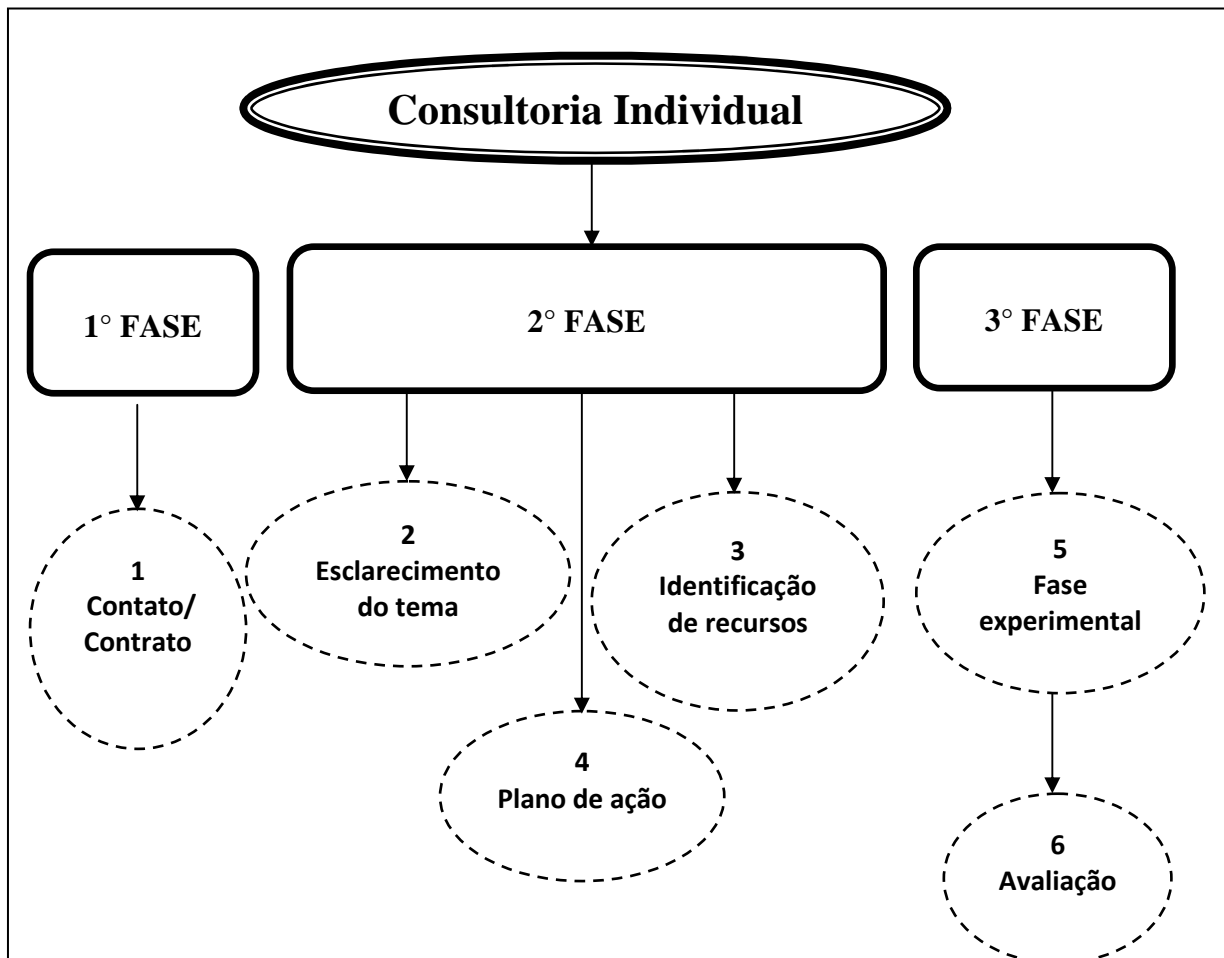 Consultoria Individual
1° FASE
2° FASE
3° FASE
1
Contato/
Contrato
2
Esclarecimento
do tema
3
Identificação
de recursos
4
Plano de ação
5
Fase
experimental
6
Avaliação